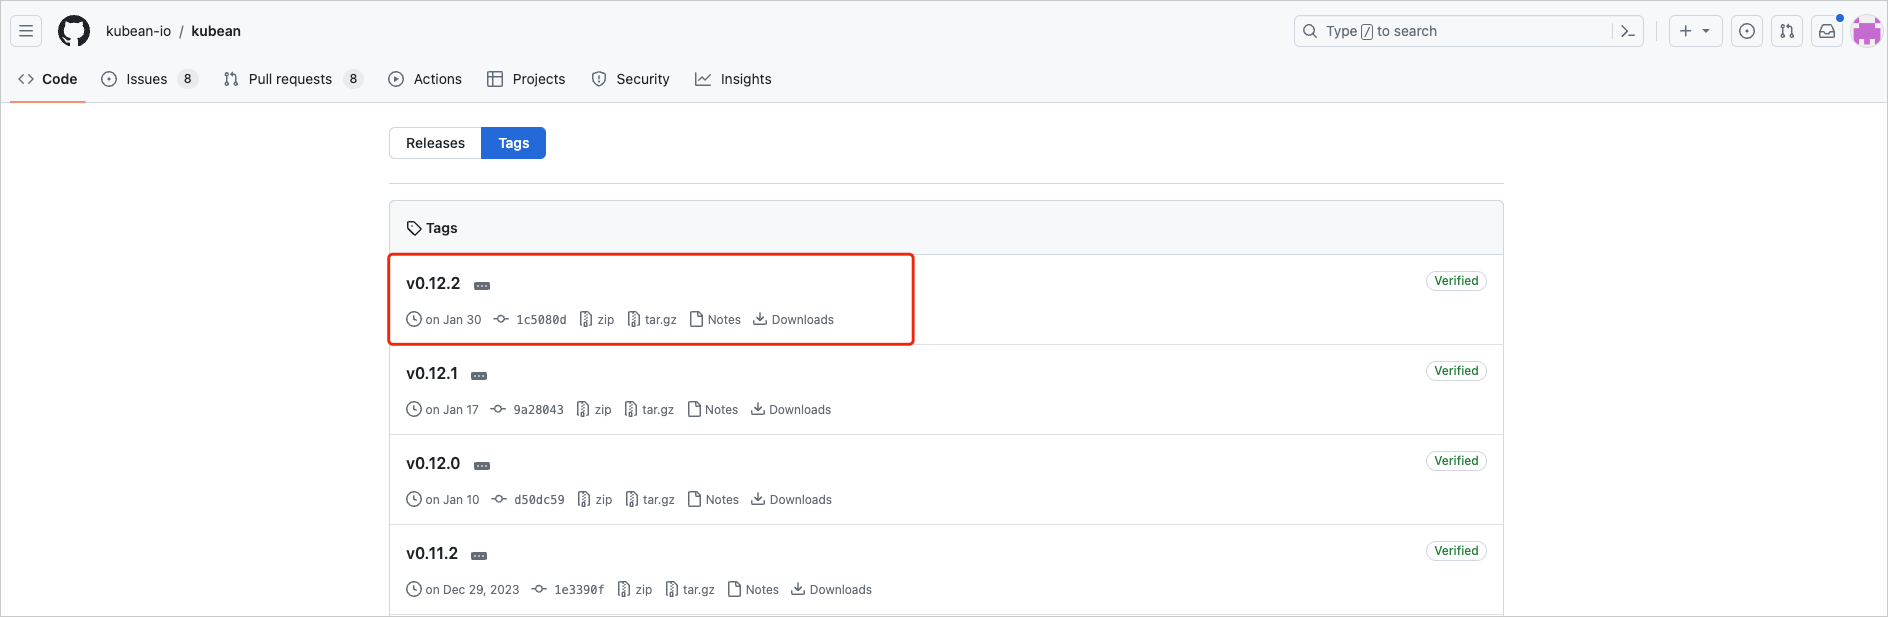 kubean-io / kubean
Type / to search
Code Issues 8 Pull requests 8 Actions Projects Security Insights
Releases Tags
Tags
v0.12.2 Verified
on Jan 30 1c5080d zip tar.gz Notes Downloads
v0.12.1 Verified
on Jan 17 9a28043 zip tar.gz Notes Downloads
v0.12.0 Verified
on Jan 10 d50dc59 zip tar.gz Notes Downloads
v0.11.2 Verified
on Dec 29, 2023 1e3390f zip tar.gz Notes Downloads